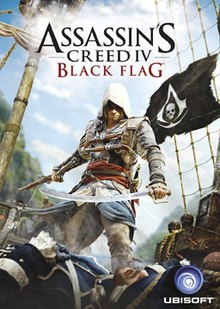 ASSASSIN'S
CREED IV
BLACK FLAG
UBISOFT